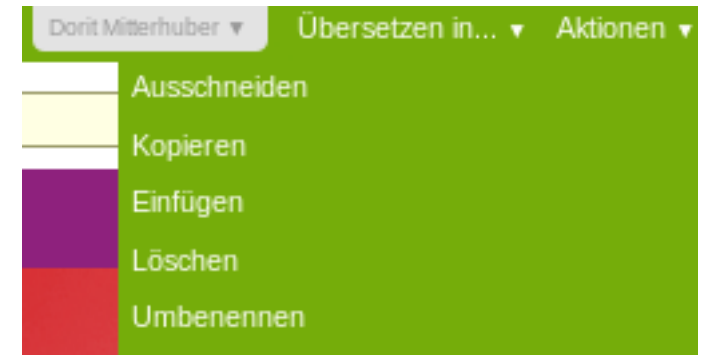 Dorit Mitterhuber ▼ Übersetzen in... ▼ Aktionen ▼
Ausschneiden
Kopieren
Einfügen
Löschen
Umbenennen